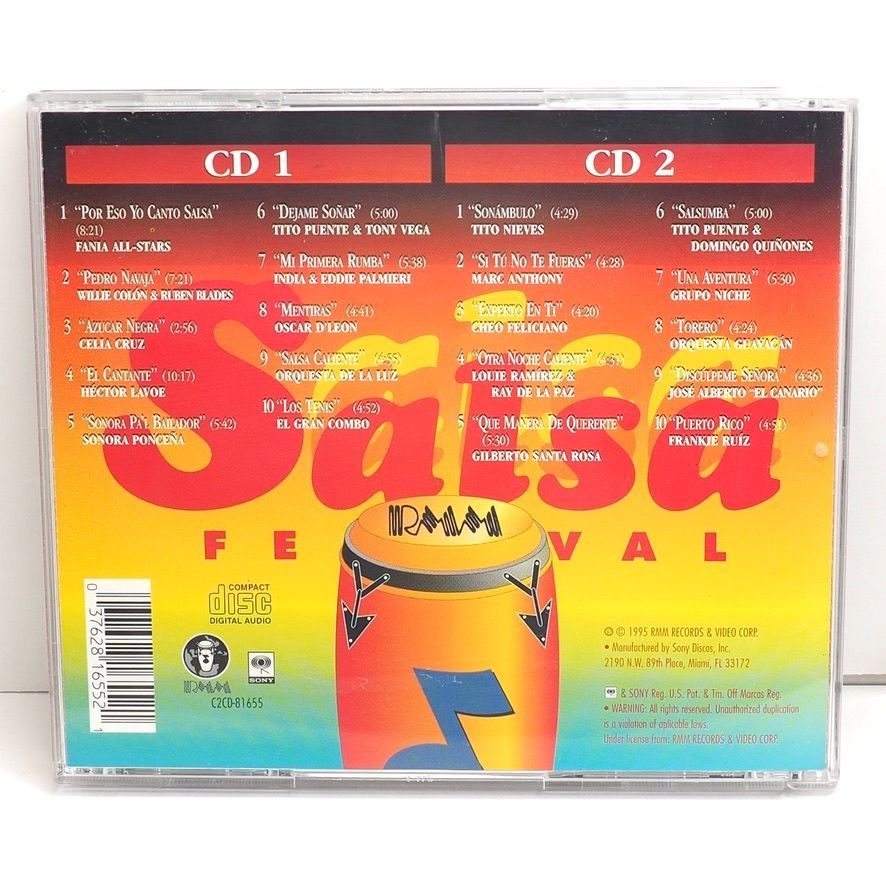 CD 1
1 "POR ESO YO CANTO SALSA"
(8:21)
FANIA ALL-STARS
2 "PEDRO NAVAJA" (7:21)
WILLIE COLÓN & RUBEN BLADES
3 "AZUCAR NEGRA" (2:56)
CELIA CRUZ
4 "EL CANTANTE" (10:17)
HÉCTOR LAVOE
5 "SONORA PA'L BAILADOR" (5:42)
SONORA PONCEÑA
6 "DEJAME SOÑAR" (5:00)
TITO PUENTE & TONY VEGA
7 "MI PRIMERA RUMBA" (5:38)
INDIA & EDDIE PALMIERI
8 "MENTIRAS" (4:41)
OSCAR D'LEON
9 "SALSA CALIENTE" (4:55)
ORQUESTA DE LA LUZ
10 "LOS TENIS" (4:52)
EL GRAN COMBO
CD 2
1 "SONÁMBULO" (4:29)
TITO NIEVES
2 "SI TÚ NO TE FUERAS" (4:28)
MARC ANTHONY
3 "EXPERTO EN TI" (4:20)
CHEO FELICIANO
4 "OTRA NOCHE CALIENTE" (4:31)
LOUIE RAMÍREZ &
RAY DE LA PAZ
5 "QUE MAÑERA DE QUERERTE"
(5:30)
GILBERTO SANTA ROSA
6 "SALSUMBA" (5:00)
TITO PUENTE &
DOMINGO QUIÑONES
7 "UNA AVENTURA" (5:30)
GRUPO NICHE
8 "TORERO" (4:24)
ORQUESTA GUAYACÁN
9 "DISCÚLPEME SEÑORA" (4:36)
JOSÉ ALBERTO "EL CANARIO"
10 "PUERTO RICO" (4:51)
FRANKIE RUÍZ
Salsa
Salsa
FE VAL
RMM
0 37628 16552 1
COMPACT
disc
DIGITAL AUDIO
RMM
SONY
C2CD-81655
℗ © 1995 RMM RECORDS & VIDEO CORP.
• Manufactured by Sony Discos, Inc.
2190 N.W. 89th Place, Miami, FL 33172
& SONY Reg. U.S. Pat. & Tm. Off Marcas Reg.
• WARNING: All rights reserved. Unauthorized duplication
is a violation of aplicable laws.
Under license from: RMM RECORDS & VIDEO CORP.